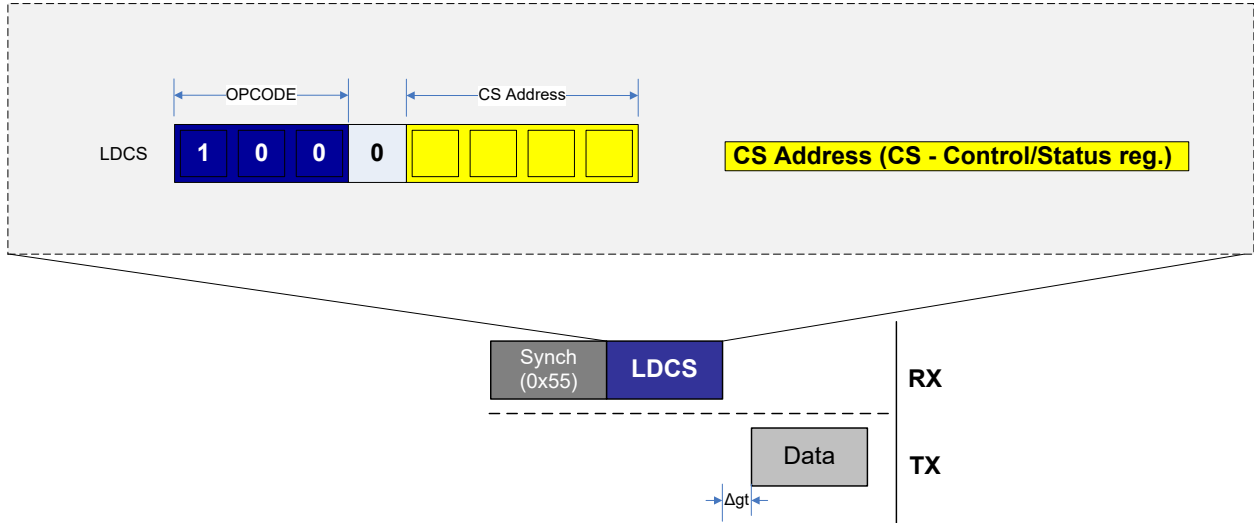 OPCODE
CS Address
LDCS
1 0 0 0
CS Address (CS - Control/Status reg.)
Synch
(0x55)
LDCS
RX
Data
TX
Δgt